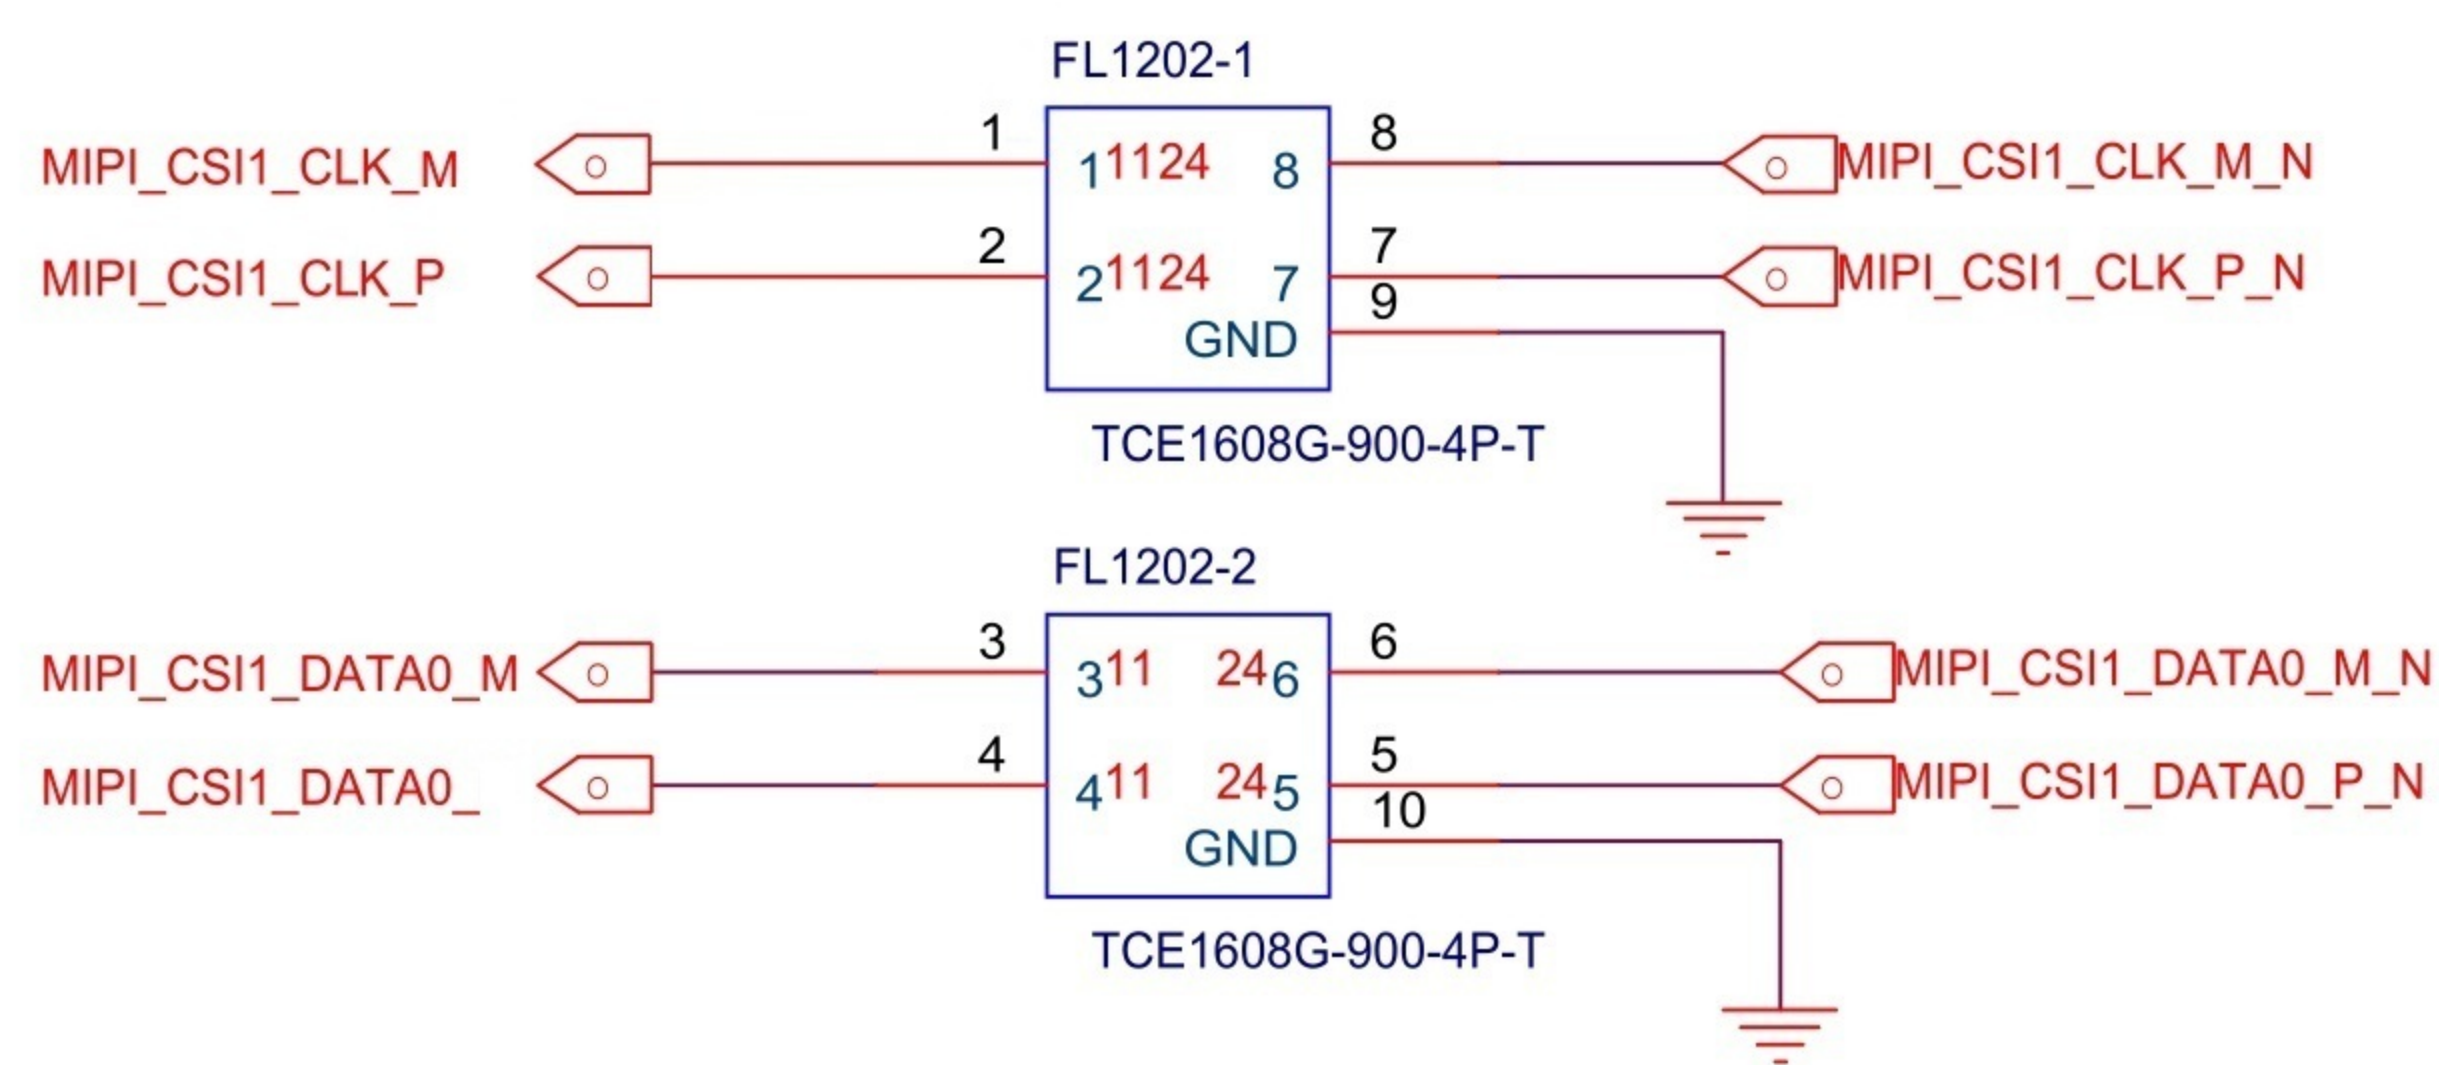 FL1202-1
MIPI_CSI1_CLK_M 1 1 1124 8 8 MIPI_CSI1_CLK_M_N
MIPI_CSI1_CLK_P 2 2 1124 7 7 MIPI_CSI1_CLK_P_N
GND 9
TCE1608G-900-4P-T
FL1202-2
MIPI_CSI1_DATA0_M 3 3 11 24 6 6 MIPI_CSI1_DATA0_M_N
MIPI_CSI1_DATA0_ 4 4 11 24 5 5 MIPI_CSI1_DATA0_P_N
GND 10
TCE1608G-900-4P-T